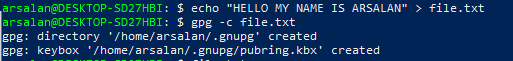 arsalan@DESKTOP-SD27HBI:~$ echo "HELLO MY NAME IS ARSALAN" > file.txt
arsalan@DESKTOP-SD27HBI:~$ gpg -c file.txt
gpg: directory '/home/arsalan/.gnupg' created
gpg: keybox '/home/arsalan/.gnupg/pubring.kbx' created